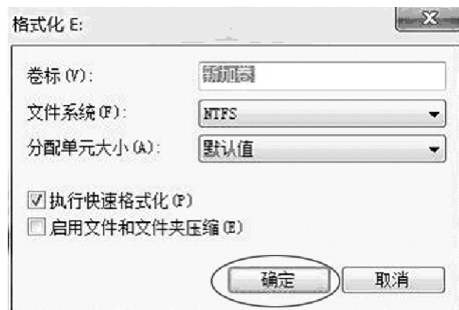 格式化 E:
卷标(V): 新加卷
文件系统(F): NTFS
分配单元大小(A): 默认值
执行快速格式化(P)
启用文件和文件夹压缩(E)
确定 取消